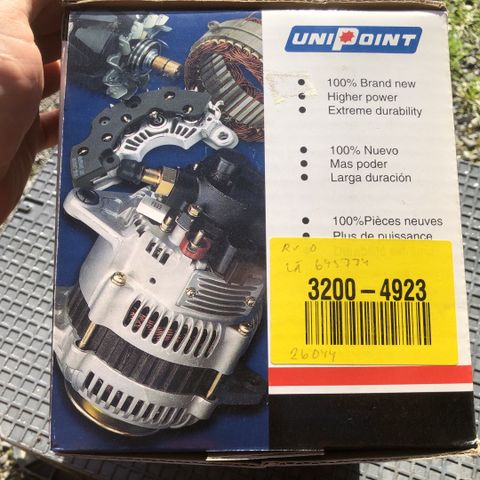 UNIPOINT
100% Brand new
Higher power
Extreme durability
100% Nuevo
Mas poder
Larga duración
100%Pièces neuves
Plus de puissance
3200-4923
26044